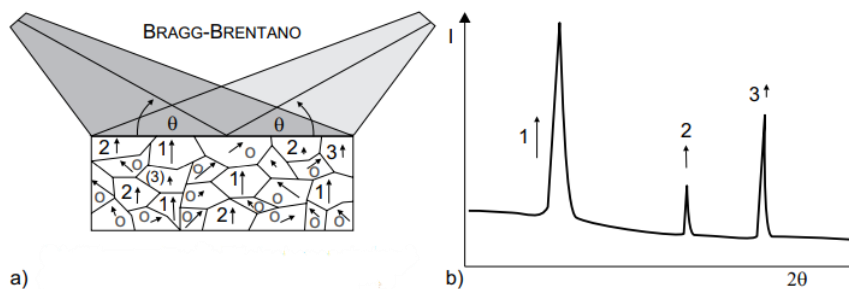 BRAGG-BRENTANO
θ θ
2 1 2 3
O O O O
(3) 1
O O O O
2 1
O O O O
1 2
O O O O O
a)
I
1
2
3
b)
2θ